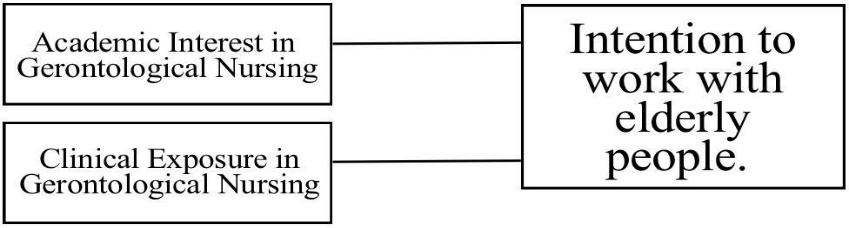 Academic Interest in
Gerontological Nursing
Clinical Exposure in
Gerontological Nursing
Intention to
work with
elderly
people.